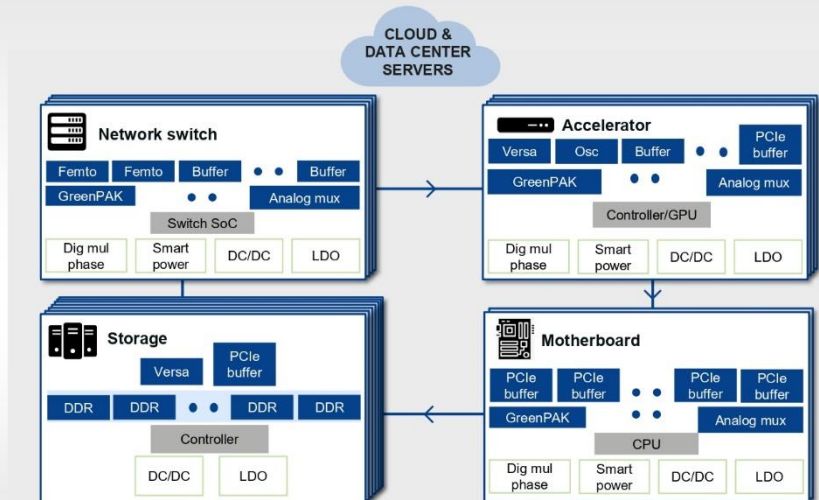 CLOUD &
DATA CENTER
SERVERS
Network switch
Femto Femto Buffer Buffer
GreenPAK Analog mux
Switch SoC
Dig mul
phase
Smart
power
DC/DC
LDO
Accelerator
Versa Osc Buffer
PCIe
buffer
GreenPAK Analog mux
Controller/GPU
Dig mul
phase
Smart
power
DC/DC
LDO
Storage
Versa
PCIe
buffer
DDR DDR DDR DDR
Controller
DC/DC LDO
Motherboard
PCIe
buffer
PCIe
buffer
PCIe
buffer
PCIe
buffer
GreenPAK Analog mux
CPU
Dig mul
phase
Smart
power
DC/DC
LDO